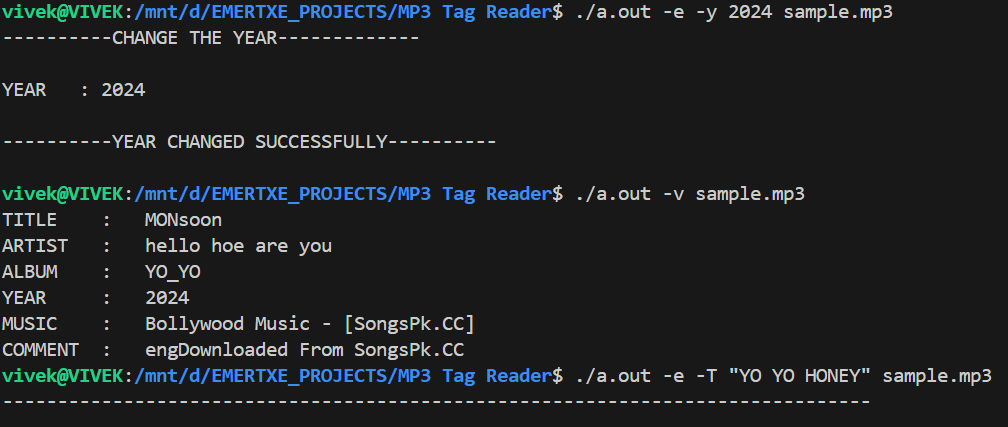 vivek@VIVEK:/mnt/d/EMERTXE_PROJECTS/MP3 Tag Reader$ ./a.out -e -y 2024 sample.mp3
----------CHANGE THE YEAR-------------
YEAR   : 2024
----------YEAR CHANGED SUCCESSFULLY----------
vivek@VIVEK:/mnt/d/EMERTXE_PROJECTS/MP3 Tag Reader$ ./a.out -v sample.mp3
TITLE    :   MONsoon
ARTIST   :   hello hoe are you
ALBUM    :   YO_YO
YEAR     :   2024
MUSIC    :   Bollywood Music - [SongsPk.CC]
COMMENT  :   engDownloaded From SongsPk.CC
vivek@VIVEK:/mnt/d/EMERTXE_PROJECTS/MP3 Tag Reader$ ./a.out -e -T "YO YO HONEY" sample.mp3
-------------------------------------------------------------------------------